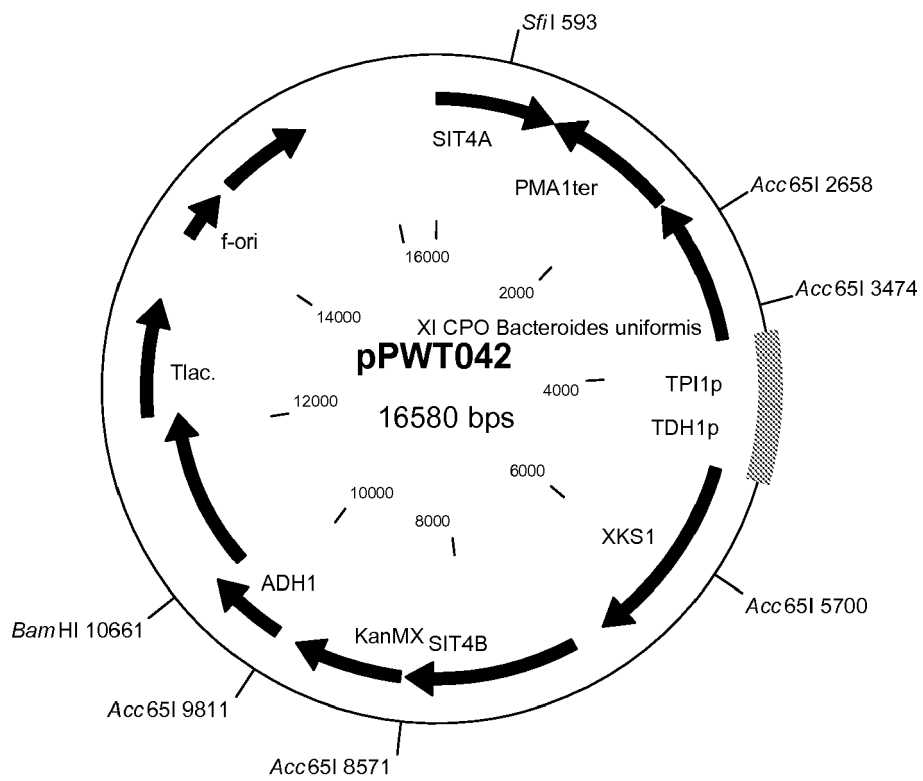 SfiI 593
SIT4A
PMA1ter
Acc65I 2658
f-ori
16000
2000
Acc65I 3474
14000
XI CPO Bacteroides uniformis
pPWT042
4000
TPI1p
Tlac.
12000
16580 bps
TDH1p
6000
10000
8000
XKS1
ADH1
Acc65I 5700
BamHI 10661
KanMX
SIT4B
Acc65I 9811
Acc65I 8571